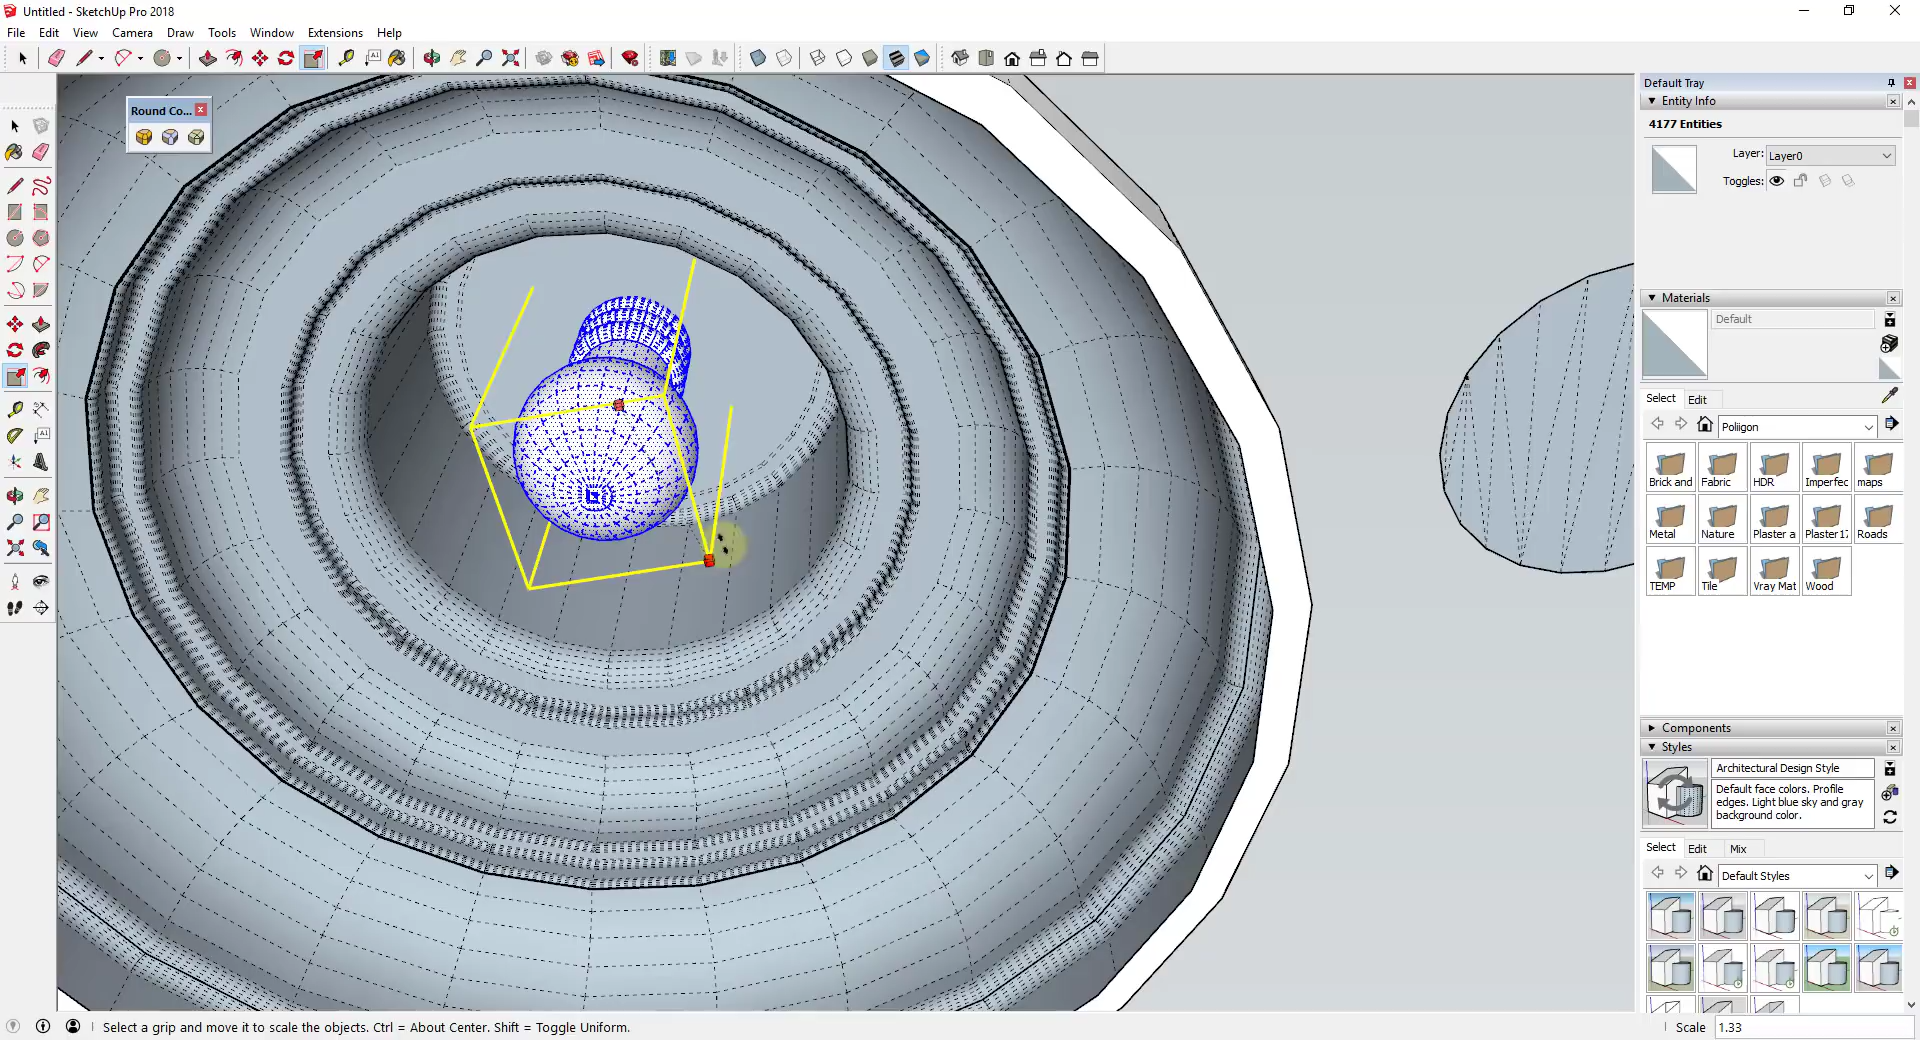 Untitled - SketchUp Pro 2018
File Edit View Camera Draw Tools Window Extensions Help
Round Co...
Default Tray
Entity Info
4177 Entities
Layer: Layer0
Toggles:
Materials
Default
Select Edit
Poliigon
Brick and Fabric HDR Imperfec maps
Metal Nature Plaster a Plaster 17 Roads
TEMP Tile Vray Mat Wood
Components
Styles
Architectural Design Style
Default face colors. Profile
edges. Light blue sky and gray
background color.
Select Edit Mix
Default Styles
Select a grip and move it to scale the objects. Ctrl = About Center. Shift = Toggle Uniform.
Scale 1.33